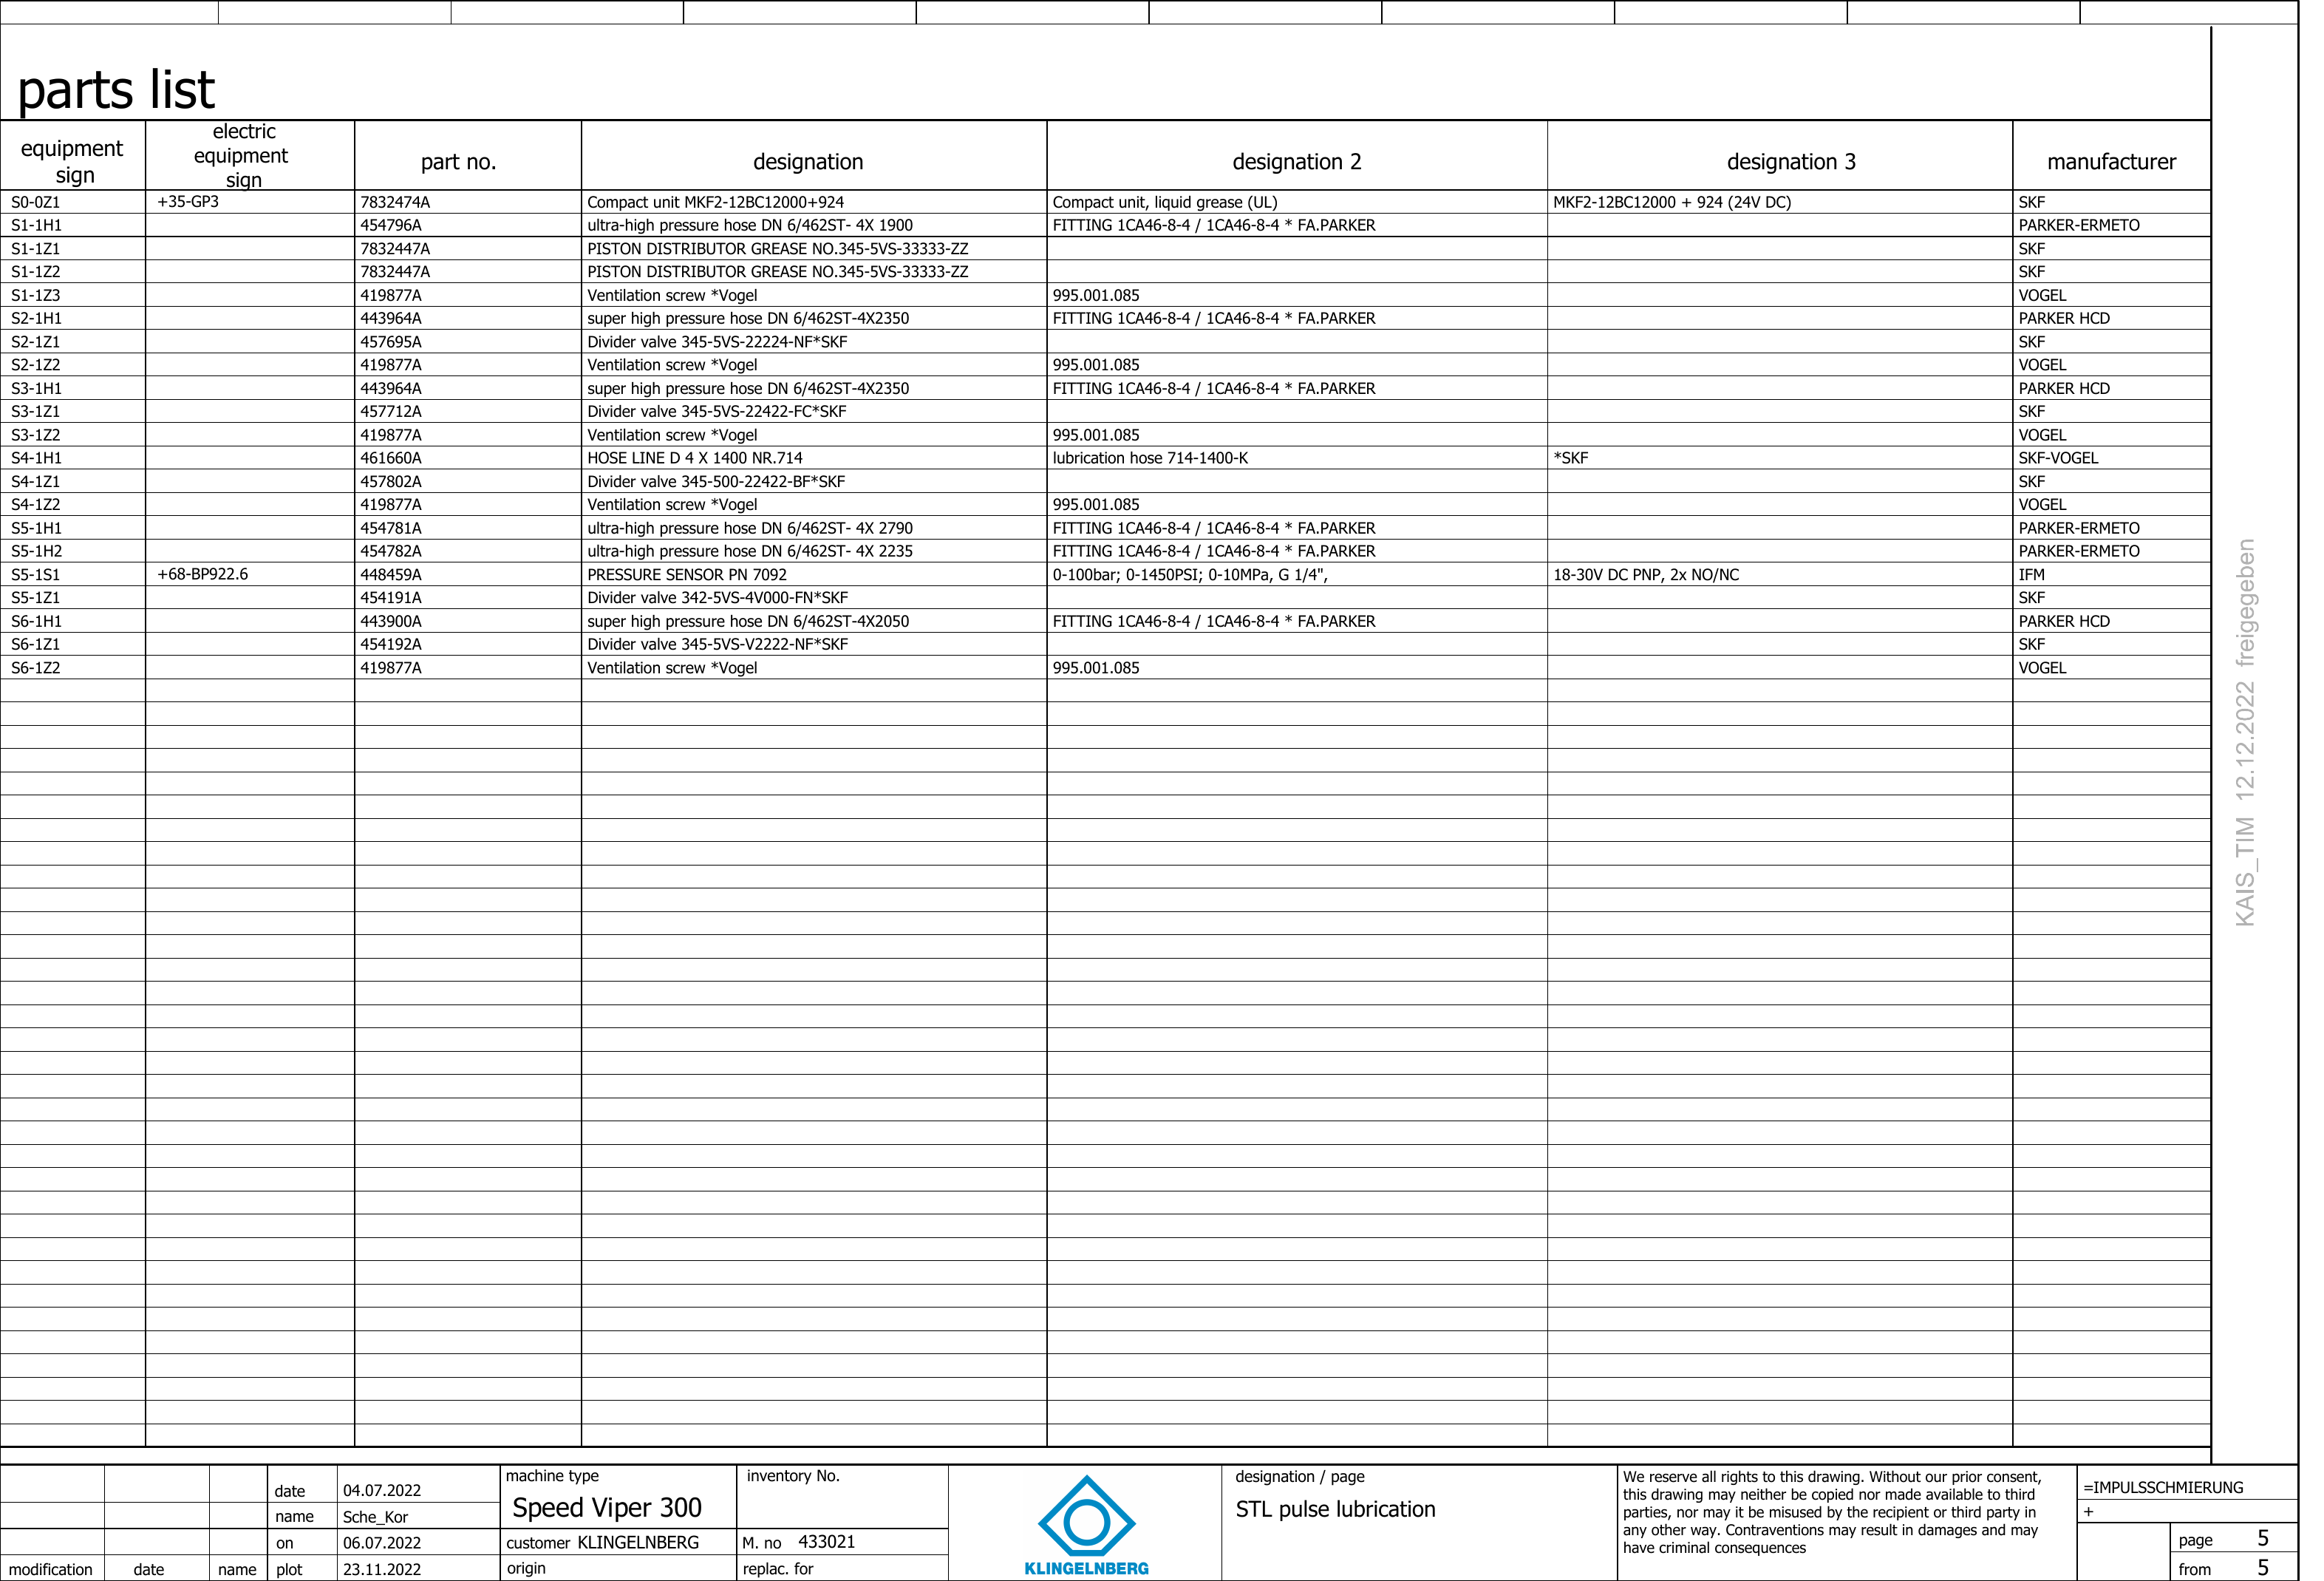 parts list
equipment sign electric equipment sign part no. designation designation 2 designation 3 manufacturer
S0-0Z1 +35-GP3 7832474A Compact unit MKF2-12BC12000+924 Compact unit, liquid grease (UL) MKF2-12BC12000 + 924 (24V DC) SKF
S1-1H1 454796A ultra-high pressure hose DN 6/462ST- 4X 1900 FITTING 1CA46-8-4 / 1CA46-8-4 * FA.PARKER PARKER-ERMETO
S1-1Z1 7832447A PISTON DISTRIBUTOR GREASE NO.345-5VS-33333-ZZ SKF
S1-1Z2 7832447A PISTON DISTRIBUTOR GREASE NO.345-5VS-33333-ZZ SKF
S1-1Z3 419877A Ventilation screw *Vogel 995.001.085 VOGEL
S2-1H1 443964A super high pressure hose DN 6/462ST-4X2350 FITTING 1CA46-8-4 / 1CA46-8-4 * FA.PARKER PARKER HCD
S2-1Z1 457695A Divider valve 345-5VS-22224-NF*SKF SKF
S2-1Z2 419877A Ventilation screw *Vogel 995.001.085 VOGEL
S3-1H1 443964A super high pressure hose DN 6/462ST-4X2350 FITTING 1CA46-8-4 / 1CA46-8-4 * FA.PARKER PARKER HCD
S3-1Z1 457712A Divider valve 345-5VS-22422-FC*SKF SKF
S3-1Z2 419877A Ventilation screw *Vogel 995.001.085 VOGEL
S4-1H1 461660A HOSE LINE D 4 X 1400 NR.714 lubrication hose 714-1400-K *SKF SKF-VOGEL
S4-1Z1 457802A Divider valve 345-500-22422-BF*SKF SKF
S4-1Z2 419877A Ventilation screw *Vogel 995.001.085 VOGEL
S5-1H1 454781A ultra-high pressure hose DN 6/462ST- 4X 2790 FITTING 1CA46-8-4 / 1CA46-8-4 * FA.PARKER PARKER-ERMETO
S5-1H2 454782A ultra-high pressure hose DN 6/462ST- 4X 2235 FITTING 1CA46-8-4 / 1CA46-8-4 * FA.PARKER PARKER-ERMETO
S5-1S1 +68-BP922.6 448459A PRESSURE SENSOR PN 7092 0-100bar; 0-1450PSI; 0-10MPa, G 1/4", 18-30V DC PNP, 2x NO/NC IFM
S5-1Z1 454191A Divider valve 342-5VS-4V000-FN*SKF SKF
S6-1H1 443900A super high pressure hose DN 6/462ST-4X2050 FITTING 1CA46-8-4 / 1CA46-8-4 * FA.PARKER PARKER HCD
S6-1Z1 454192A Divider valve 345-5VS-V2222-NF*SKF SKF
S6-1Z2 419877A Ventilation screw *Vogel 995.001.085 VOGEL
KAIS_TIM 12.12.2022 freigegeben
modification date name
date 04.07.2022
name Sche_Kor
on 06.07.2022
plot 23.11.2022
machine type
Speed Viper 300
customer KLINGELNBERG
origin
inventory No.
M. no 433021
replac. for
KLINGELNBERG
designation / page
STL pulse lubrication
We reserve all rights to this drawing. Without our prior consent,
this drawing may neither be copied nor made available to third
parties, nor may it be misused by the recipient or third party in
any other way. Contraventions may result in damages and may
have criminal consequences
=IMPULSSCHMIERUNG
+
page 5
from 5